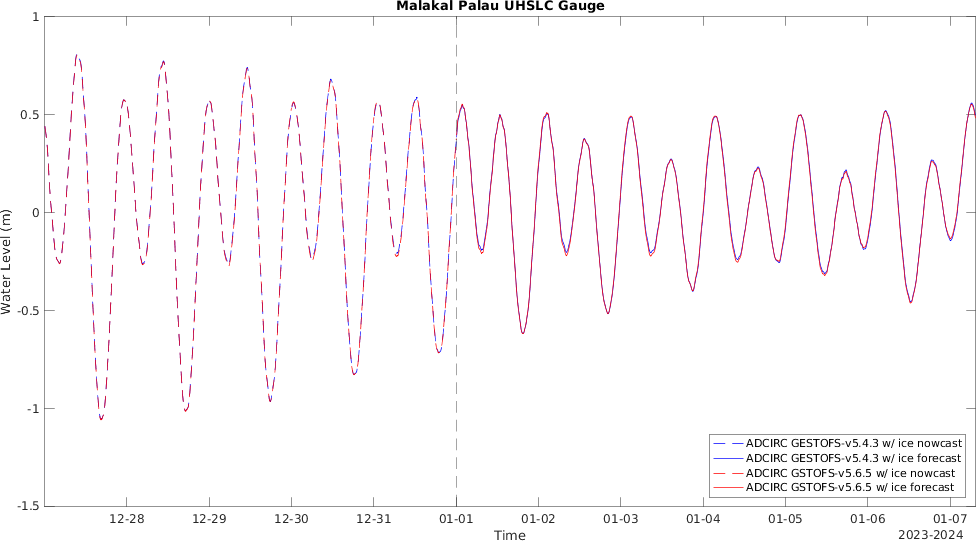 Malakal Palau UHSLC Gauge
1
0.5
0
-0.5
-1
-1.5
Water Level (m)
12-28 12-29 12-30 12-31 01-01 01-02 01-03 01-04 01-05 01-06 01-07
Time
2023-2024
ADCIRC GESTOFS-v5.4.3 w/ ice nowcast
ADCIRC GESTOFS-v5.4.3 w/ ice forecast
ADCIRC GSTOFS-v5.6.5 w/ ice nowcast
ADCIRC GSTOFS-v5.6.5 w/ ice forecast